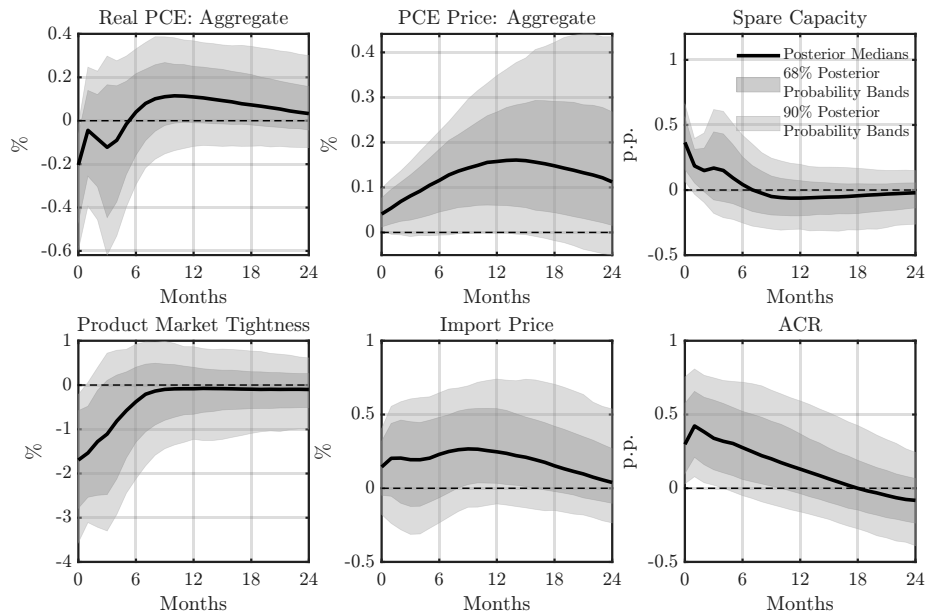 Real PCE: Aggregate
0.4
0.2
0
-0.2
-0.4
-0.6
%
0 6 12 18 24
Months
PCE Price: Aggregate
0.4
0.3
0.2
0.1
0
%
0 6 12 18 24
Months
Spare Capacity
1
0.5
0
-0.5
p.p.
Posterior Medians
68% Posterior
Probability Bands
90% Posterior
Probability Bands
0 6 12 18 24
Months
Product Market Tightness
1
0
-1
-2
-3
-4
%
0 6 12 18 24
Months
Import Price
1
0.5
0
-0.5
%
0 6 12 18 24
Months
ACR
1
0.5
0
-0.5
p.p.
0 6 12 18 24
Months